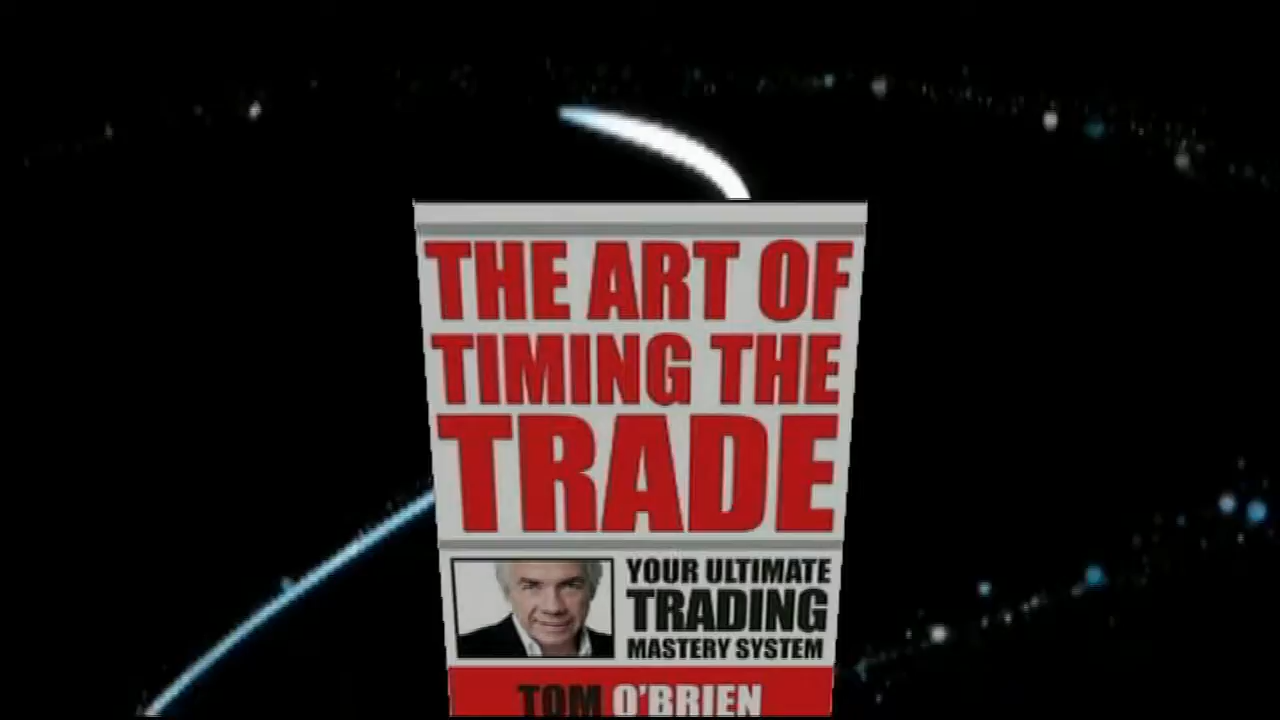 THE ART OF
TIMING THE
TRADE
YOUR ULTIMATE
TRADING
MASTERY SYSTEM
TOM O'BRIEN